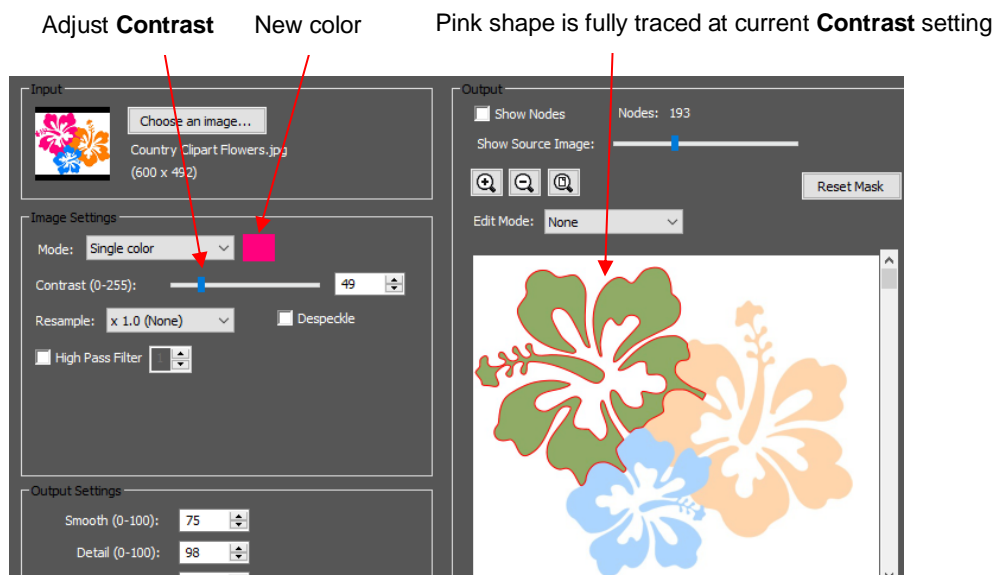 Adjust Contrast
New color
Pink shape is fully traced at current Contrast setting
Input
Choose an image...
Country Clipart Flowers.jpg
(600 x 492)
Image Settings
Mode: Single color
Contrast (0-255): 49
Resample: x 1.0 (None) Despeckle
High Pass Filter 1
Output Settings
Smooth (0-100): 75
Detail (0-100): 98
Output
Show Nodes Nodes: 193
Show Source Image:
Reset Mask
Edit Mode: None